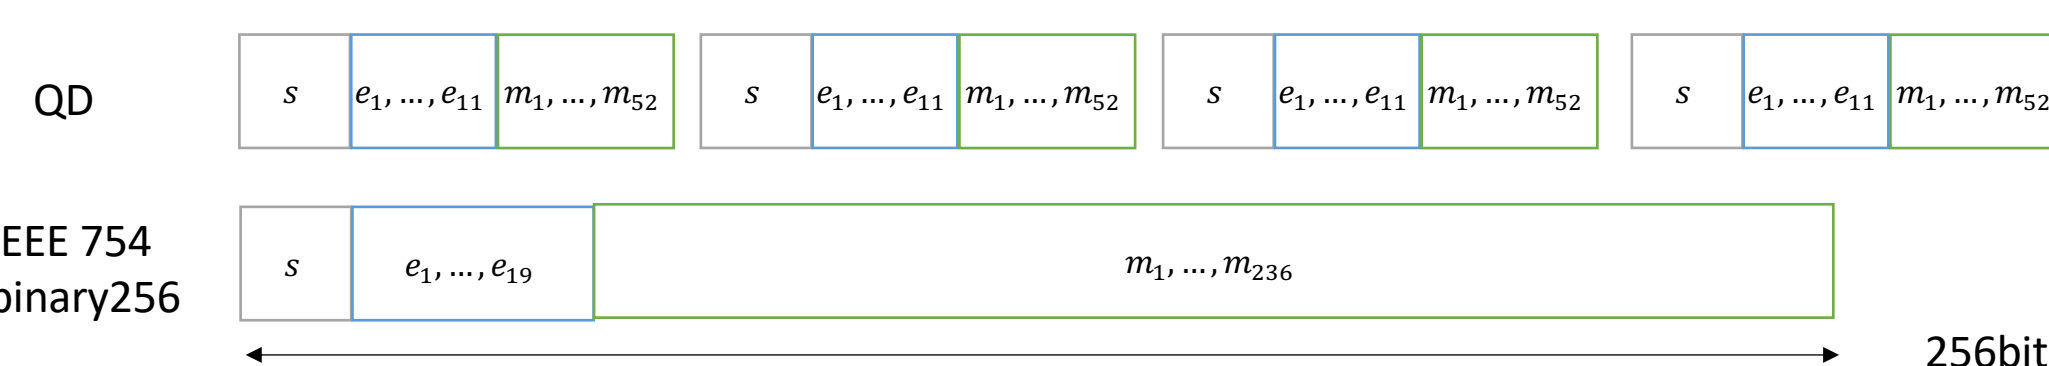 QD s e₁, …, e₁₁ m₁, …, m₅₂ s e₁, …, e₁₁ m₁, …, m₅₂ s e₁, …, e₁₁ m₁, …, m₅₂ s e₁, …, e₁₁ m₁, …, m₅₂
EEE 754
binary256
s e₁, …, e₁₉ m₁, …, m₂₃₆
256bit